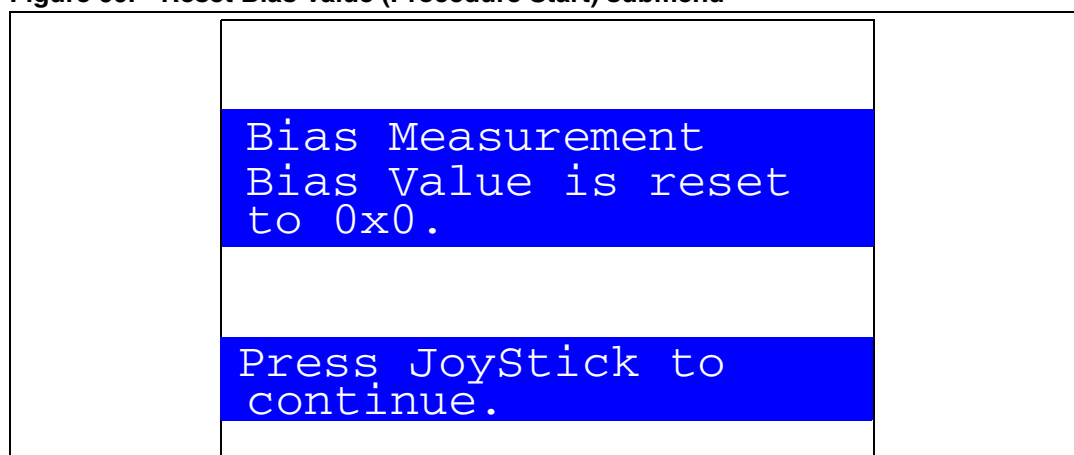 Bias Measurement
Bias Value is reset
to 0x0.
Press JoyStick to
continue.